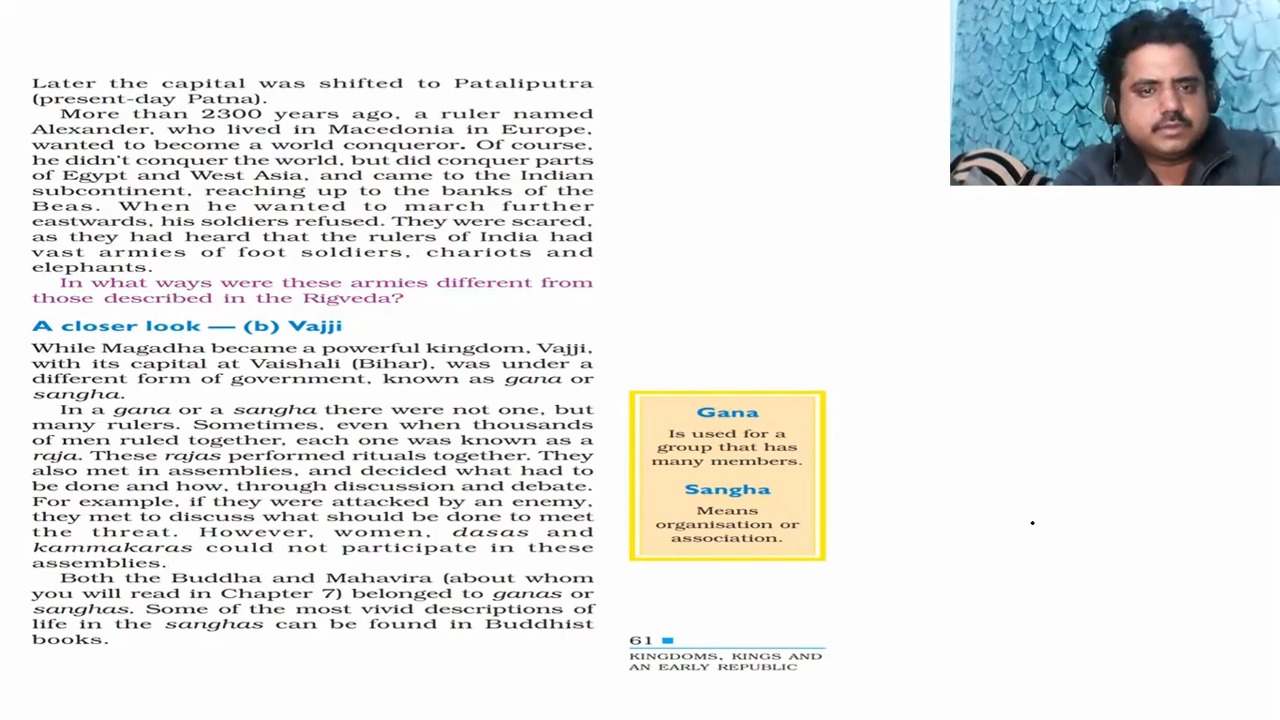 Later the capital was shifted to Pataliputra
(present-day Patna).
More than 2300 years ago, a ruler named
Alexander, who lived in Macedonia in Europe,
wanted to become a world conqueror. Of course,
he didn't conquer the world, but did conquer parts
of Egypt and West Asia, and came to the Indian
subcontinent, reaching up to the banks of the
Beas. When he wanted to march further
eastwards, his soldiers refused. They were scared,
as they had heard that the rulers of India had
vast armies of foot soldiers, chariots and
elephants.
In what ways were these armies different from
those described in the Rigveda?
A closer look — (b) Vajji
While Magadha became a powerful kingdom, Vajji,
with its capital at Vaishali (Bihar), was under a
different form of government, known as gana or
sangha.
In a gana or a sangha there were not one, but
many rulers. Sometimes, even when thousands
of men ruled together, each one was known as a
raja. These rajas performed rituals together. They
also met in assemblies, and decided what had to
be done and how, through discussion and debate.
For example, if they were attacked by an enemy,
they met to discuss what should be done to meet
the threat. However, women, dasas and
kammakaras could not participate in these
assemblies.
Both the Buddha and Mahavira (about whom
you will read in Chapter 7) belonged to ganas or
sanghas. Some of the most vivid descriptions of
life in the sanghas can be found in Buddhist
books.
Gana
Is used for a
group that has
many members.
Sangha
Means
organisation or
association.
61
KINGDOMS, KINGS AND
AN EARLY REPUBLIC